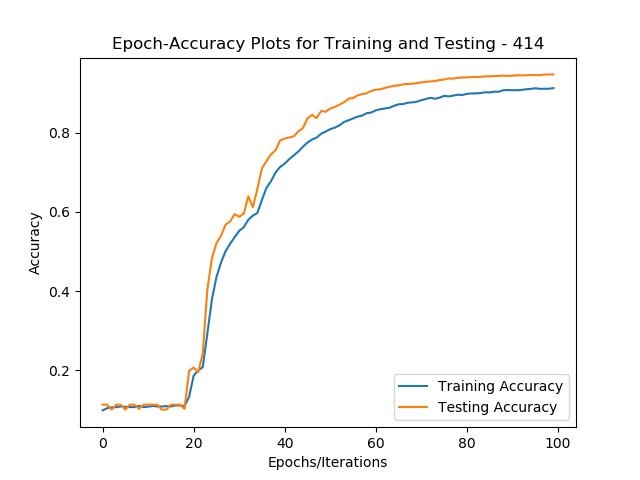 Epoch-Accuracy Plots for Training and Testing - 414
Accuracy
0.8
0.6
0.4
0.2
Training Accuracy
Testing Accuracy
0 20 40 60 80 100
Epochs/Iterations